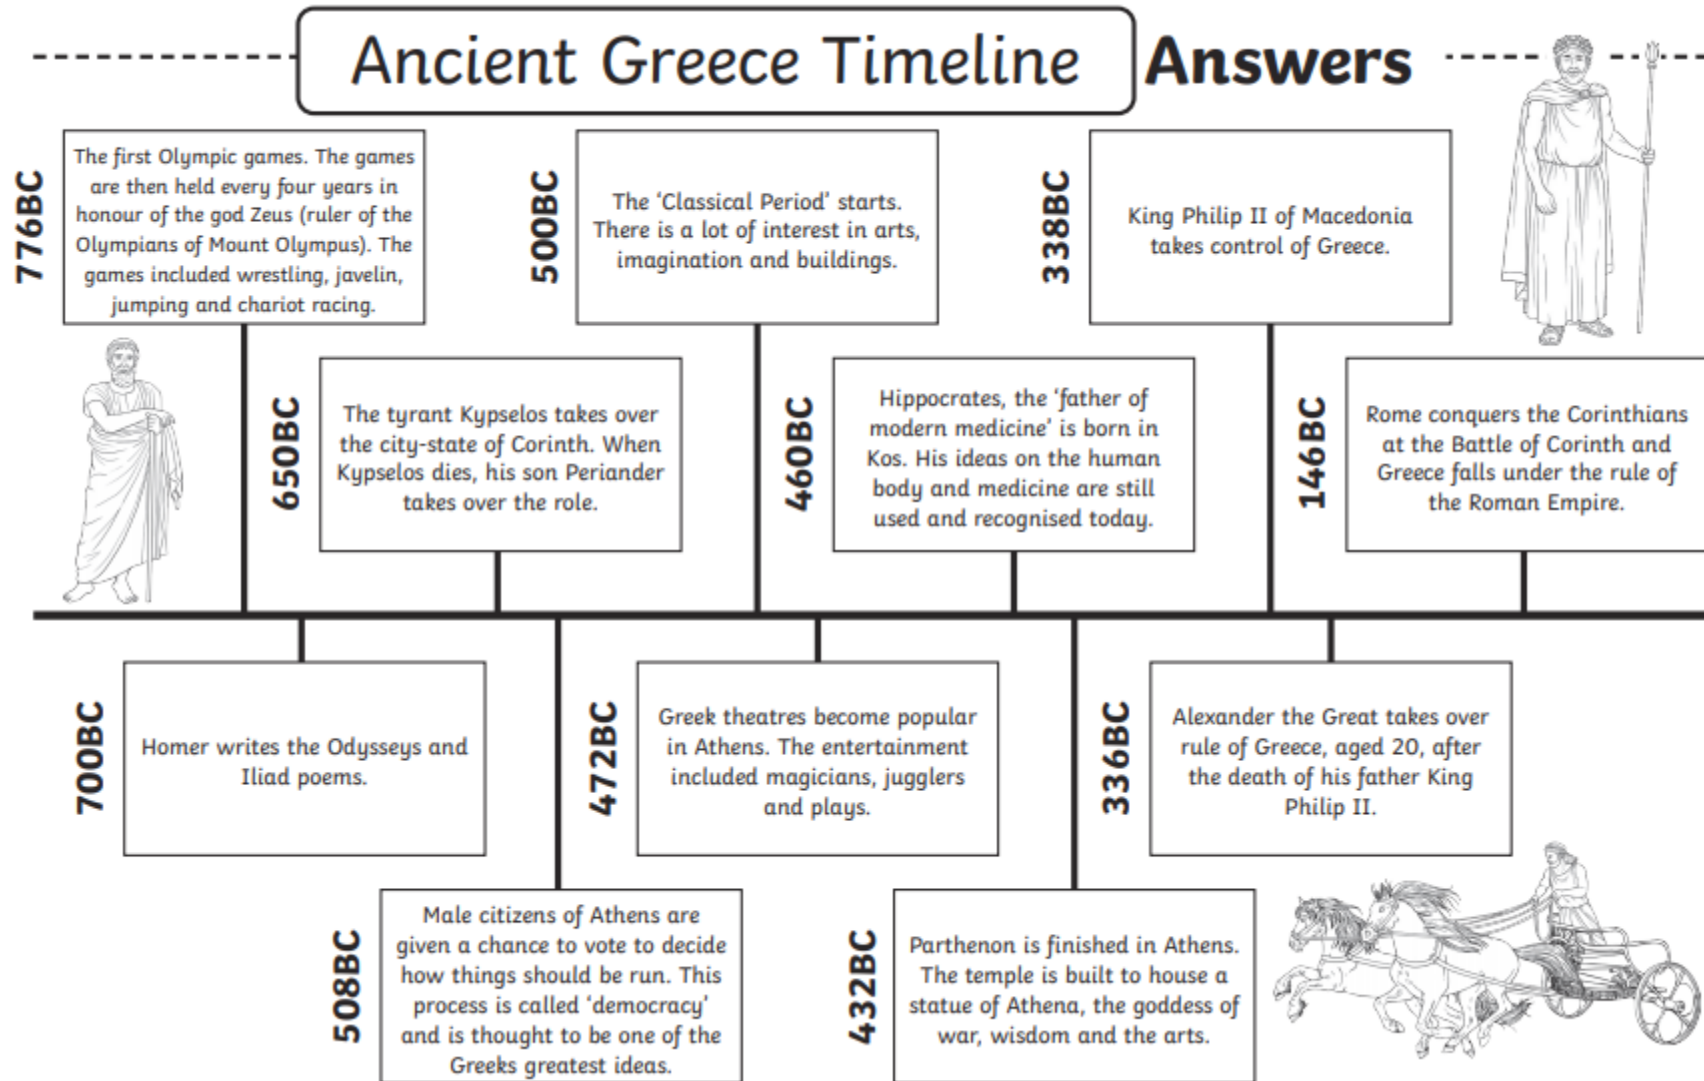 Ancient Greece Timeline Answers
776BC
The first Olympic games. The games
are then held every four years in
honour of the god Zeus (ruler of the
Olympians of Mount Olympus). The
games included wrestling, javelin,
jumping and chariot racing.
700BC
Homer writes the Odysseys and
Iliad poems.
650BC
The tyrant Kypselos takes over
the city-state of Corinth. When
Kypselos dies, his son Periander
takes over the role.
508BC
Male citizens of Athens are
given a chance to vote to decide
how things should be run. This
process is called ‘democracy’
and is thought to be one of the
Greeks greatest ideas.
500BC
The ‘Classical Period’ starts.
There is a lot of interest in arts,
imagination and buildings.
472BC
Greek theatres become popular
in Athens. The entertainment
included magicians, jugglers
and plays.
460BC
Hippocrates, the ‘father of
modern medicine’ is born in
Kos. His ideas on the human
body and medicine are still
used and recognised today.
432BC
Parthenon is finished in Athens.
The temple is built to house a
statue of Athena, the goddess of
war, wisdom and the arts.
338BC
King Philip II of Macedonia
takes control of Greece.
336BC
Alexander the Great takes over
rule of Greece, aged 20, after
the death of his father King
Philip II.
146BC
Rome conquers the Corinthians
at the Battle of Corinth and
Greece falls under the rule of
the Roman Empire.